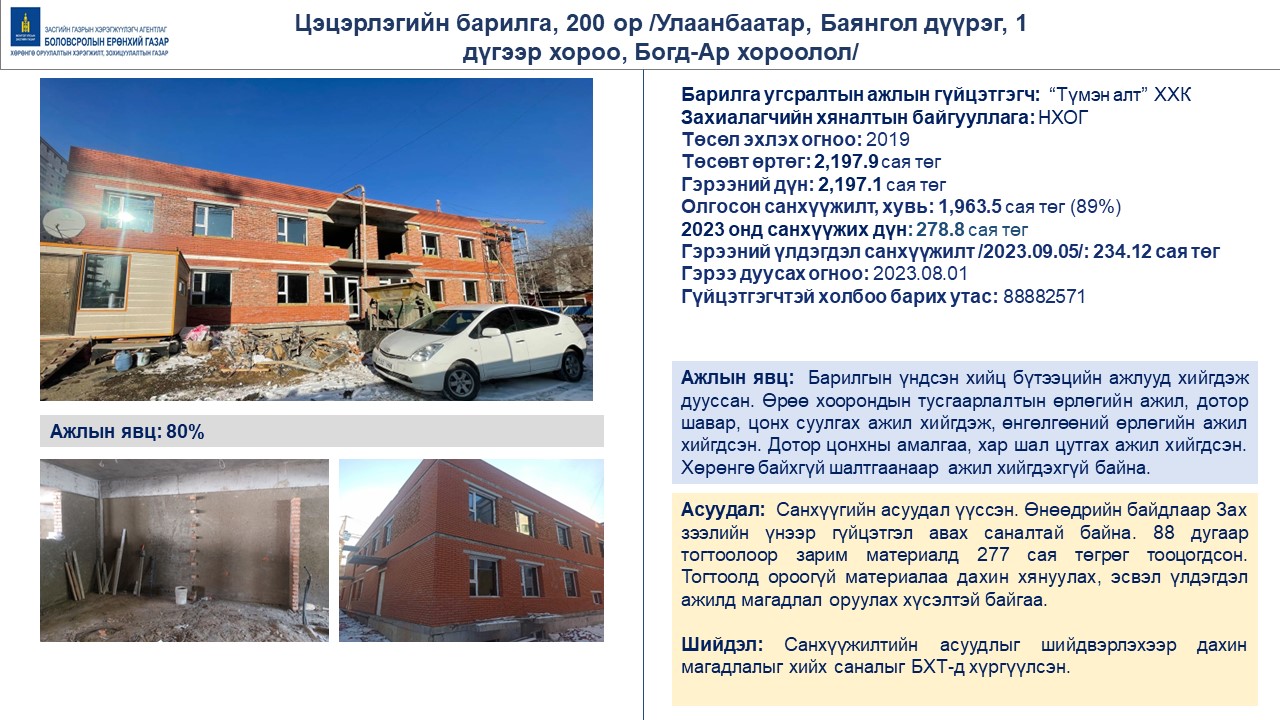 ЗАСГИЙН ГАЗРЫН ХЭРЭГЖҮҮЛЭГЧ АГЕНТЛАГ
БОЛОВСРОЛЫН ЕРӨНХИЙ ГАЗАР
ХӨРӨНГӨ ОРУУЛАЛТЫН ХЭРЭГЖИЛТ, ЗОХИЦУУЛАЛТЫН ГАЗАР
Цэцэрлэгийн барилга, 200 ор /Улаанбаатар, Баянгол дүүрэг, 1
дүгээр хороо, Богд-Ар хороолол/
Ажлын явц: 80%
Барилга угсралтын ажлын гүйцэтгэгч: “Түмэн алт” ХХК
Захиалагчийн хяналтын байгууллага: НХОГ
Төсөл эхлэх огноо: 2019
Төсөвт өртөг: 2,197.9 сая төг
Гэрээний дүн: 2,197.1 сая төг
Олгосон санхүүжилт, хувь: 1,963.5 сая төг (89%)
2023 онд санхүүжих дүн: 278.8 сая төг
Гэрээний үлдэгдэл санхүүжилт /2023.09.05/: 234.12 сая төг
Гэрээ дуусах огноо: 2023.08.01
Гүйцэтгэгчтэй холбоо барих утас: 88882571
Ажлын явц: Барилгын үндсэн хийц бүтээцийн ажлууд хийгдэж
дууссан. Өрөө хоорондын тусгаарлалтын өрлөгийн ажил, дотор
шавар, цонх суулгах ажил хийгдэж, өнгөлгөөний өрлөгийн ажил
хийгдсэн. Дотор цонхны амалгаа, хар шал цутгах ажил хийгдсэн.
Хөрөнгө байхгүй шалтгаанаар ажил хийгдэхгүй байна.
Асуудал: Санхүүгийн асуудал үүссэн. Өнөөдрийн байдлаар Зах
зээлийн үнээр гүйцэтгэл авах саналтай байна. 88 дугаар
тогтоолоор зарим материалд 277 сая төгрөг тооцогдсон.
Тогтоолд ороогүй материалаа дахин хянуулах, эсвэл үлдэгдэл
ажилд магадлал оруулах хүсэлтэй байгаа.
Шийдэл: Санхүүжилтийн асуудлыг шийдвэрлэхээр дахин
магадлалыг хийх саналыг БХТ-д хүргүүлсэн.